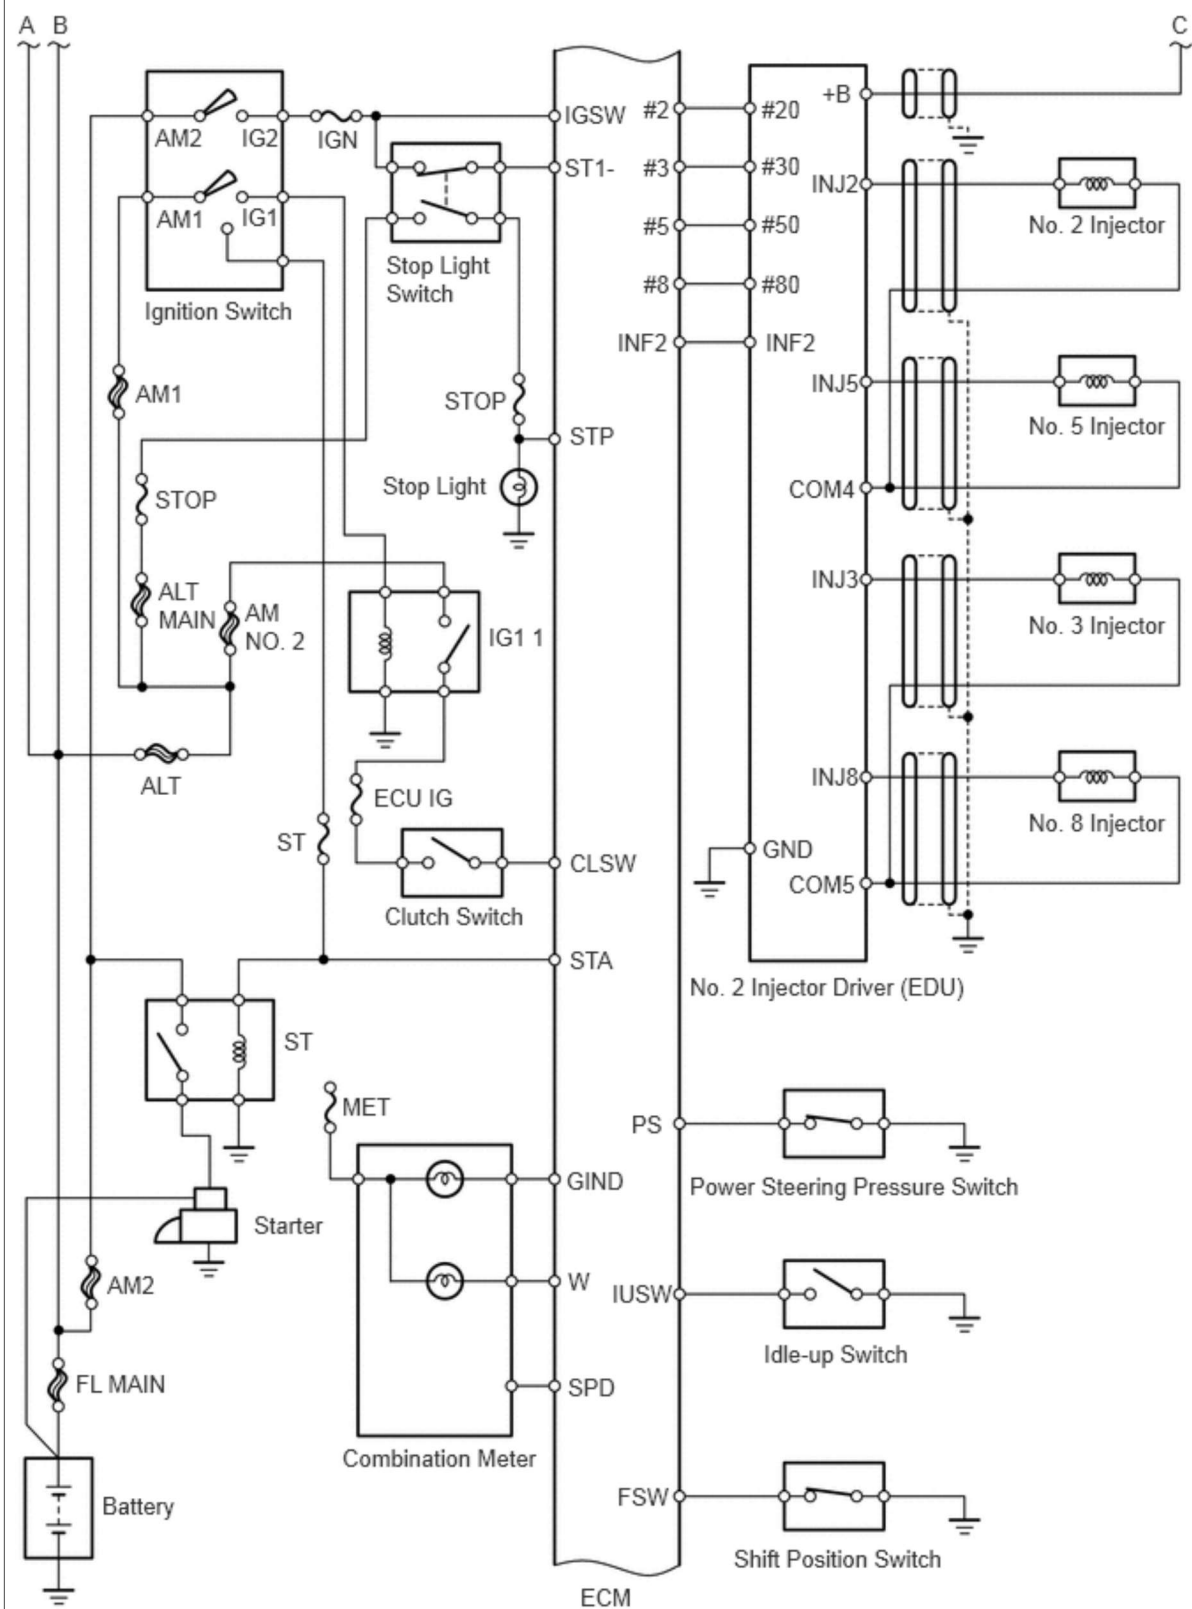 A B
C
AM2
IG2
IGN
IGSW
#2
#20
+B
AM1
IG1
ST1-
#3
#30
INJ2
No. 2 Injector
#5
#50
Stop Light
Switch
#8
#80
Ignition Switch
INF2
INF2
AM1
STOP
INJ5
No. 5 Injector
STP
STOP
Stop Light
COM4
ALT
MAIN
AM
NO. 2
IG1 1
INJ3
No. 3 Injector
ALT
ECU IG
INJ8
No. 8 Injector
ST
CLSW
GND
COM5
Clutch Switch
STA
No. 2 Injector Driver (EDU)
ST
MET
PS
GIND
Power Steering Pressure Switch
Starter
AM2
W
IUSW
Idle-up Switch
FL MAIN
SPD
Combination Meter
Battery
FSW
Shift Position Switch
ECM